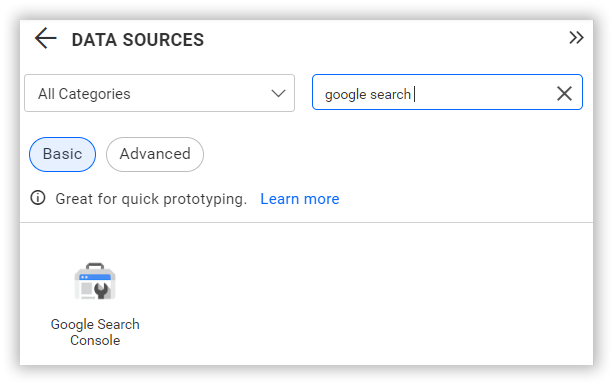 DATA SOURCES
All Categories
google search
Basic
Advanced
Great for quick prototyping. Learn more
Google Search
Console